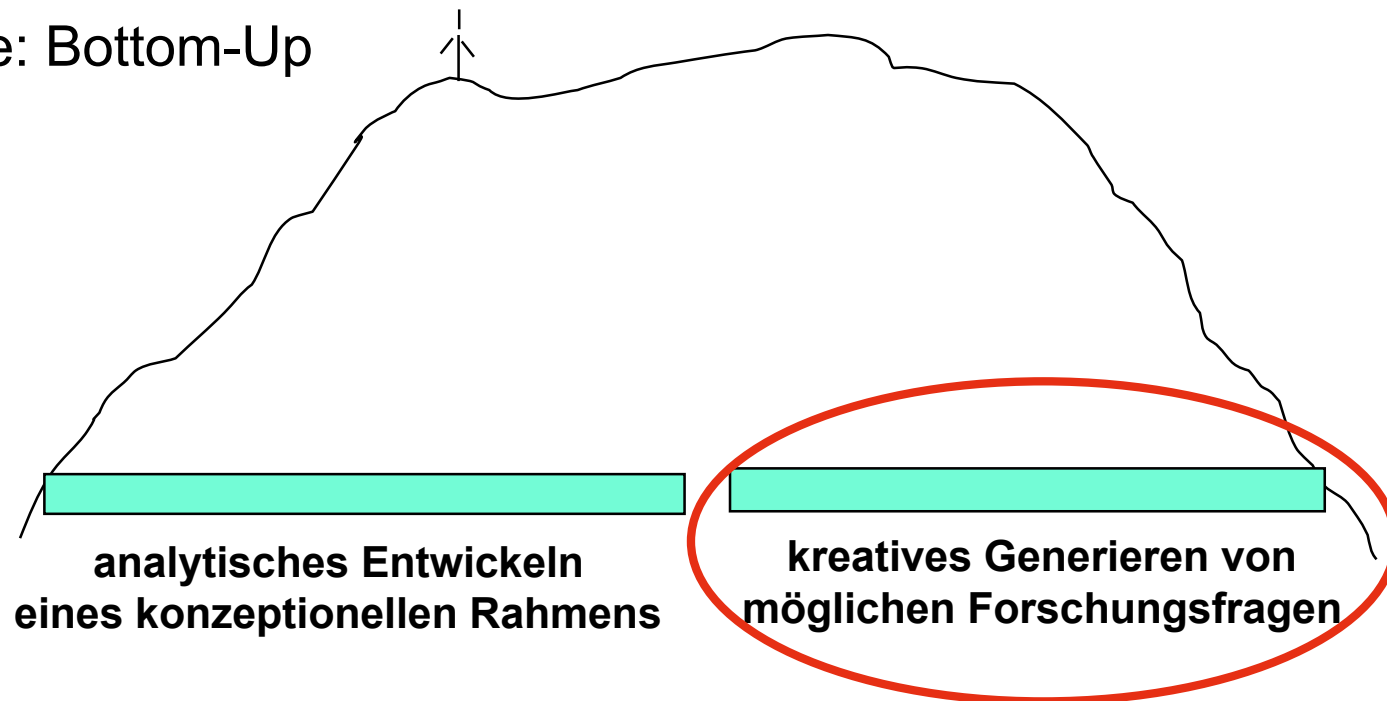 e: Bottom-Up
analytisches Entwickeln
eines konzeptionellen Rahmens
kreatives Generieren von
möglichen Forschungsfragen